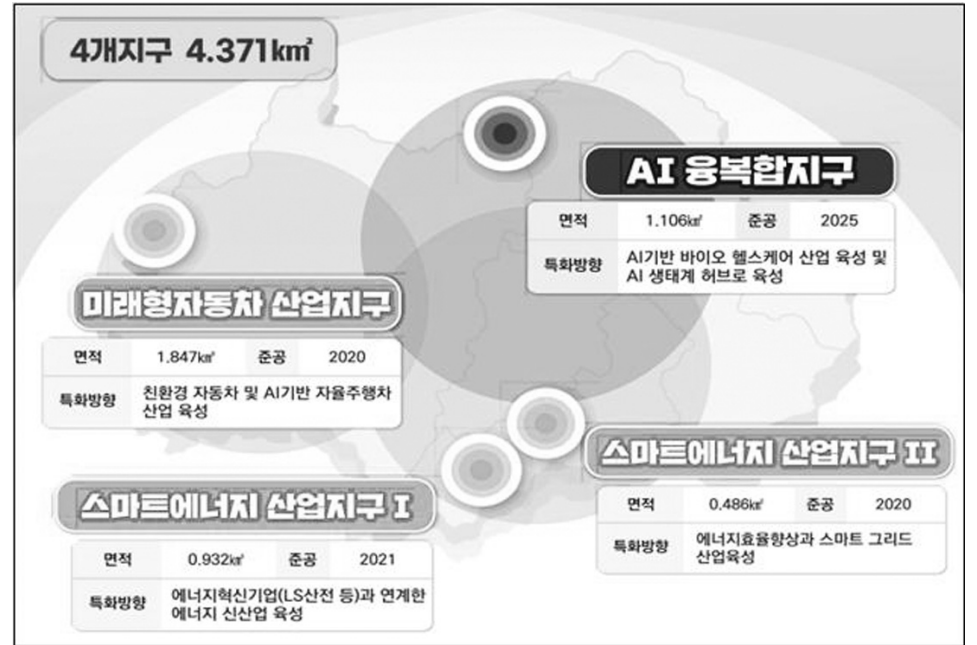 4개지구 4.371㎢
AI 융복합지구
면적 1.106㎢ 준공 2025
특화방향 AI기반 바이오 헬스케어 산업 육성 및
AI 생태계 허브로 육성
미래형자동차 산업지구
면적 1.847㎢ 준공 2020
특화방향 친환경 자동차 및 AI기반 자율주행차
산업 육성
스마트에너지 산업지구 II
면적 0.486㎢ 준공 2020
특화방향 에너지효율향상과 스마트 그리드
산업육성
스마트에너지 산업지구 I
면적 0.932㎢ 준공 2021
특화방향 에너지혁신기업(LS산전 등)과 연계한
에너지 신산업 육성